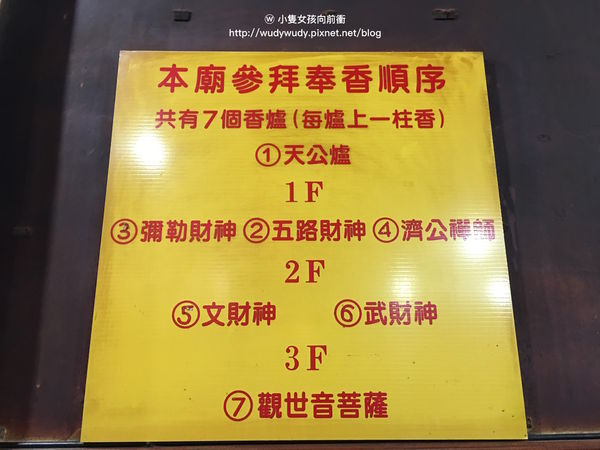 ⓦ 小隻女孩向前衝
http://wudywudy.pixnet.net/blog
本廟參拜奉香順序
共有7個香爐(每爐上一柱香)
①天公爐
1F
③彌勒財神 ②五路財神 ④濟公禪師
2F
⑤文財神 ⑥武財神
3F
⑦觀世音菩薩